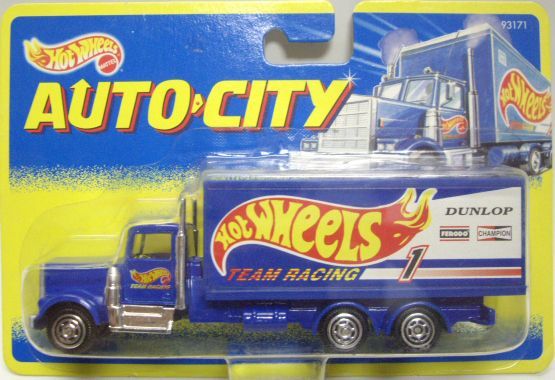 Hot Wheels
MATTEL
AUTO CITY
93171
Hot Wheels
Hot Wheels
TEAM RACING
1
DUNLOP
FERODO
CHAMPION
Hot Wheels
TEAM RACING